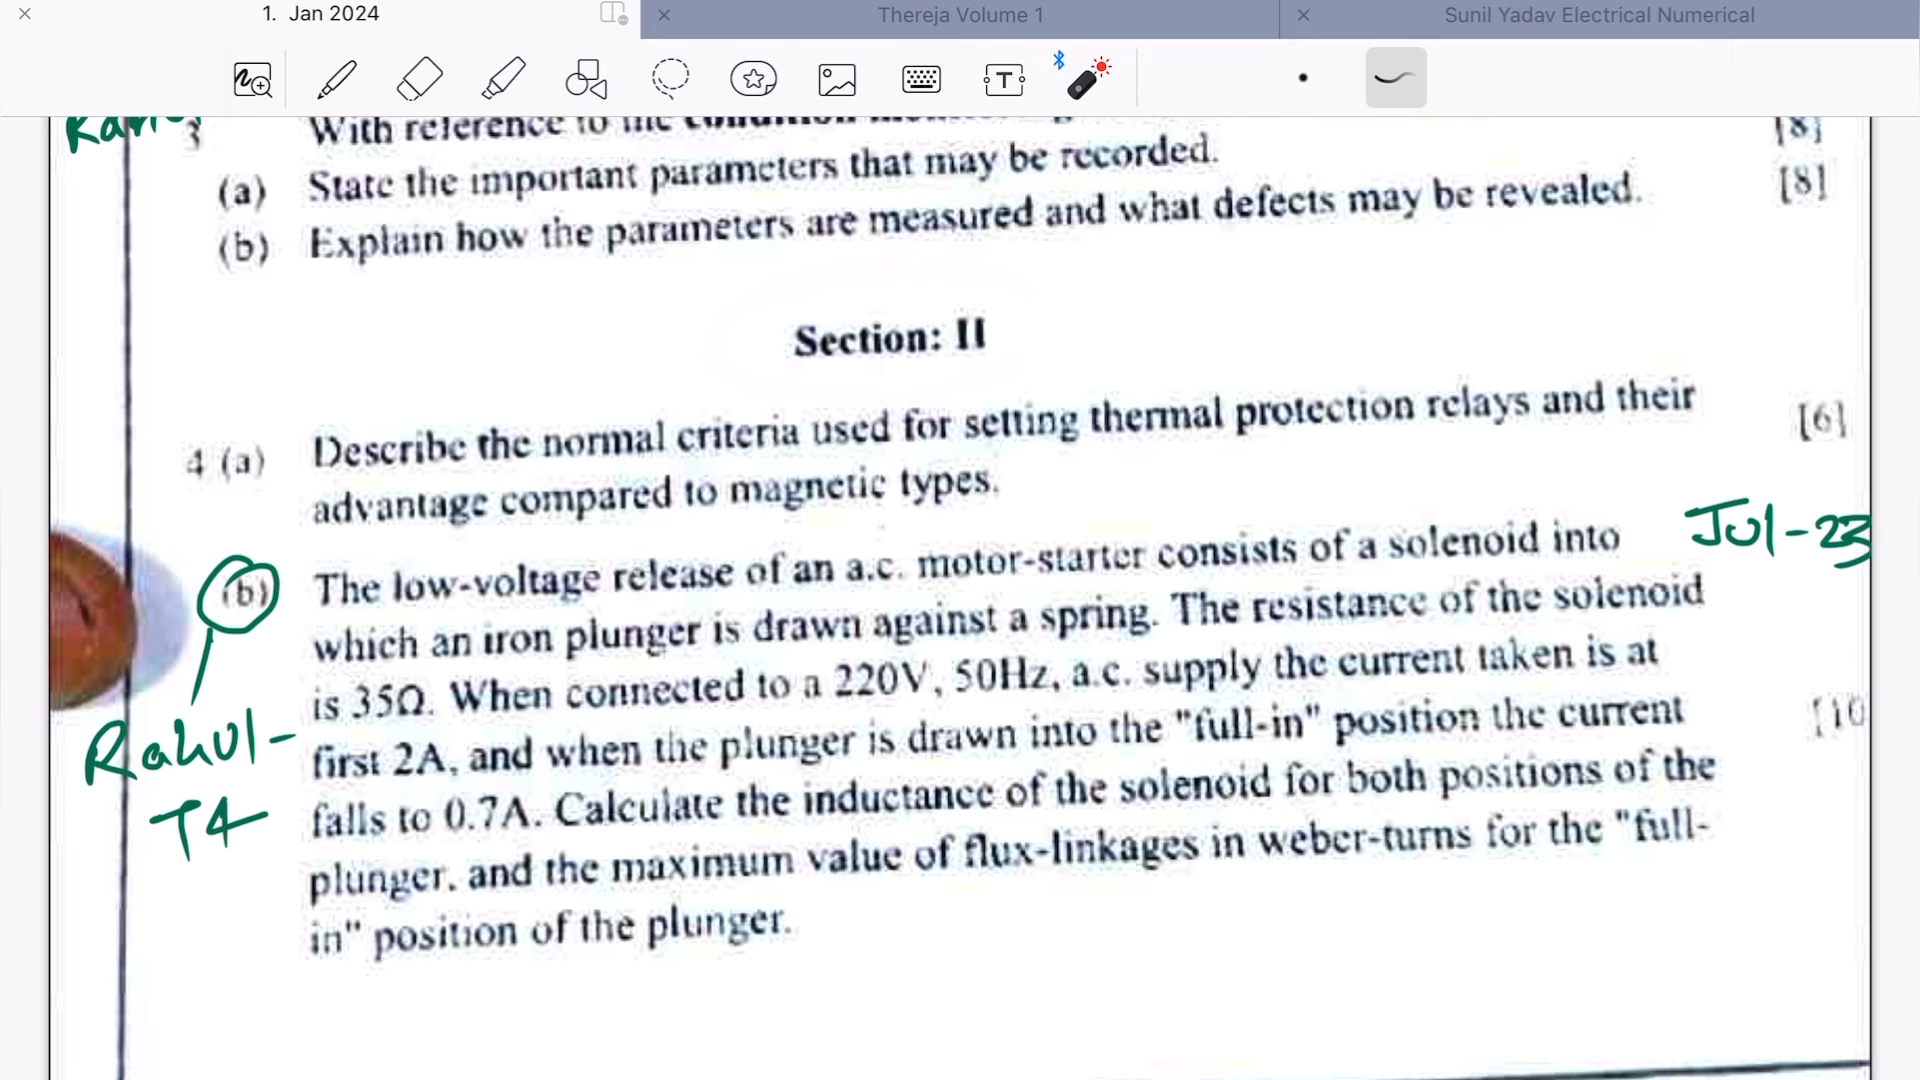 1. Jan 2024
Thereja Volume 1
Sunil Yadav Electrical Numerical
T
3 With reference to the condition
[8]
(a) State the important parameters that may be recorded.
(b) Explain how the parameters are measured and what defects may be revealed. [8]
Section: II
4 (a) Describe the normal criteria used for setting thermal protection relays and their [6]
advantage compared to magnetic types.
Jul-23
(b) The low-voltage release of an a.c. motor-starter consists of a solenoid into
which an iron plunger is drawn against a spring. The resistance of the solenoid
is 35Ω. When connected to a 220V, 50Hz, a.c. supply the current taken is at
first 2A, and when the plunger is drawn into the "full-in" position the current [10
falls to 0.7A. Calculate the inductance of the solenoid for both positions of the
plunger, and the maximum value of flux-linkages in weber-turns for the "full-
in" position of the plunger.
Rahul-
T4